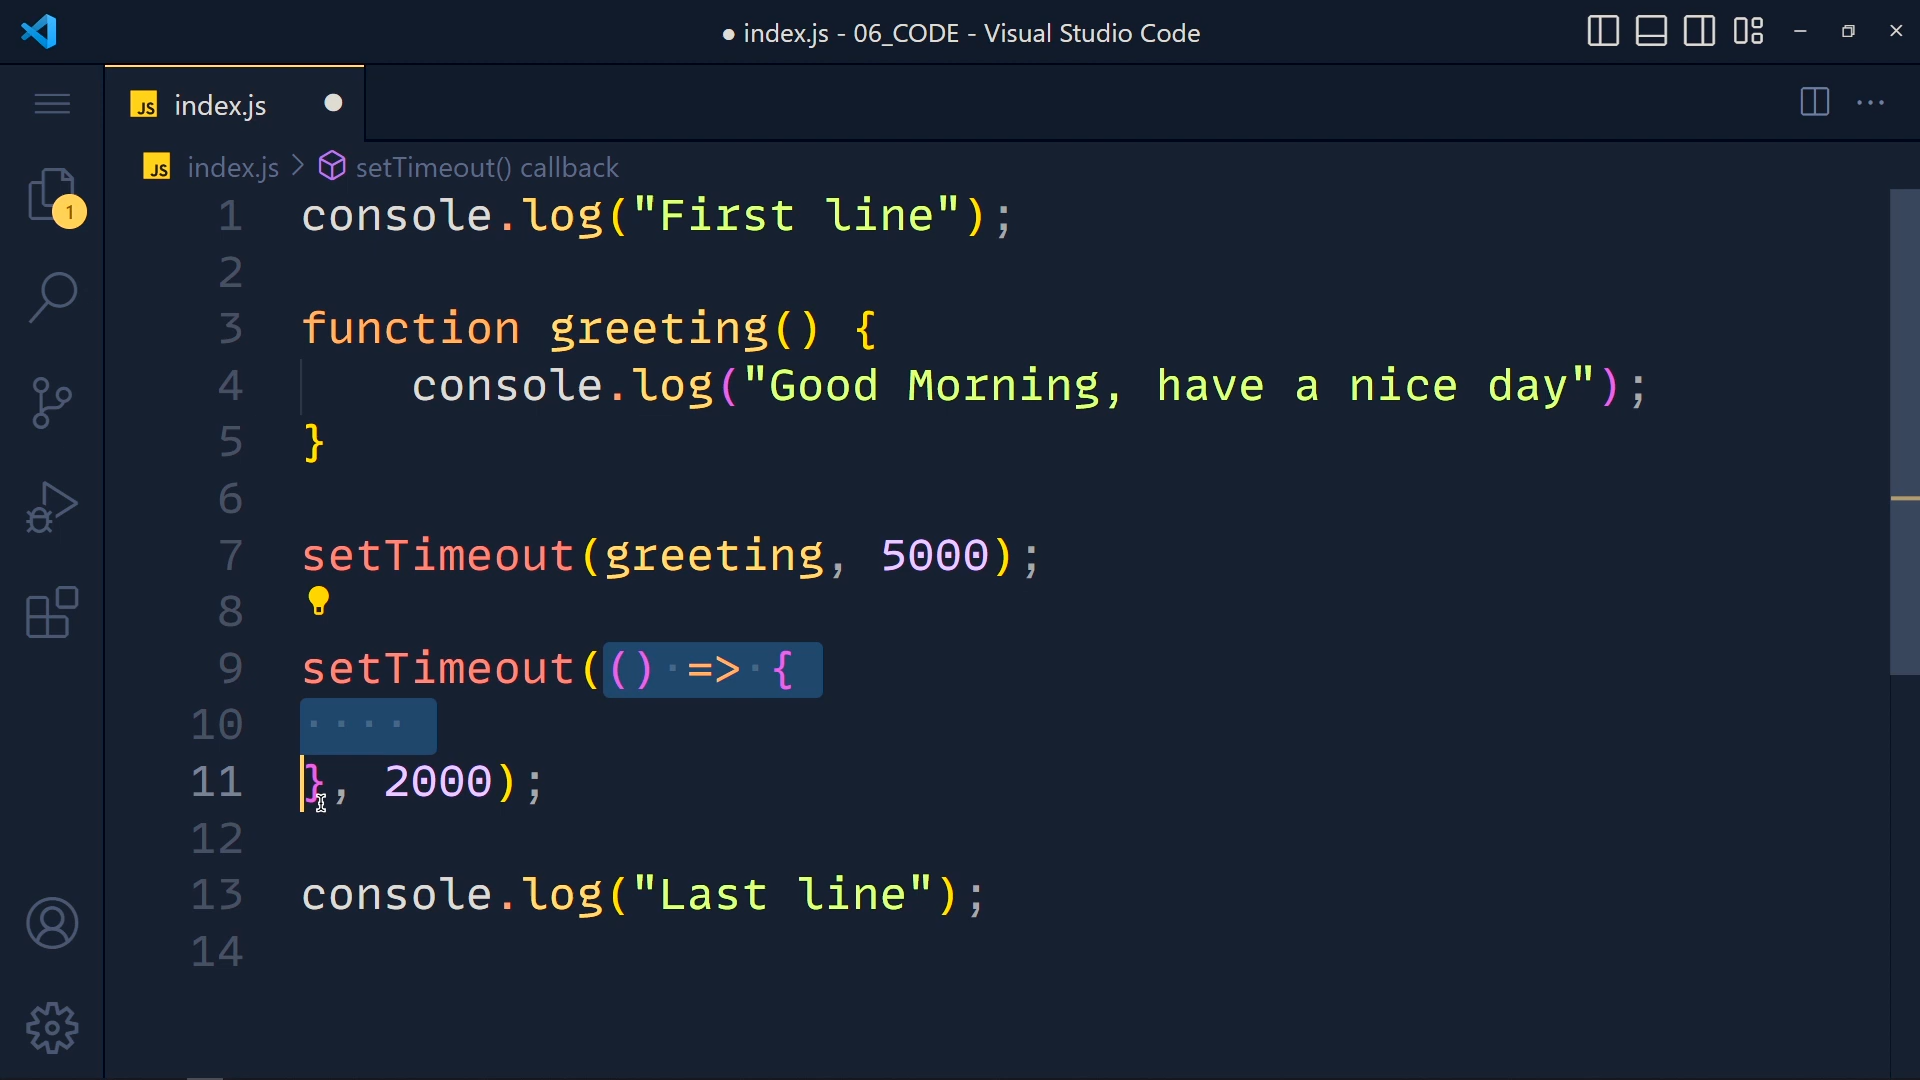 ● index.js - 06_CODE - Visual Studio Code
JS index.js ●
JS index.js > setTimeout() callback
1
1 console.log("First line");
2
3 function greeting() {
4 console.log("Good Morning, have a nice day");
5 }
6
7 setTimeout(greeting, 5000);
8
9 setTimeout(() => {
10
11 }, 2000);
12
13 console.log("Last line");
14